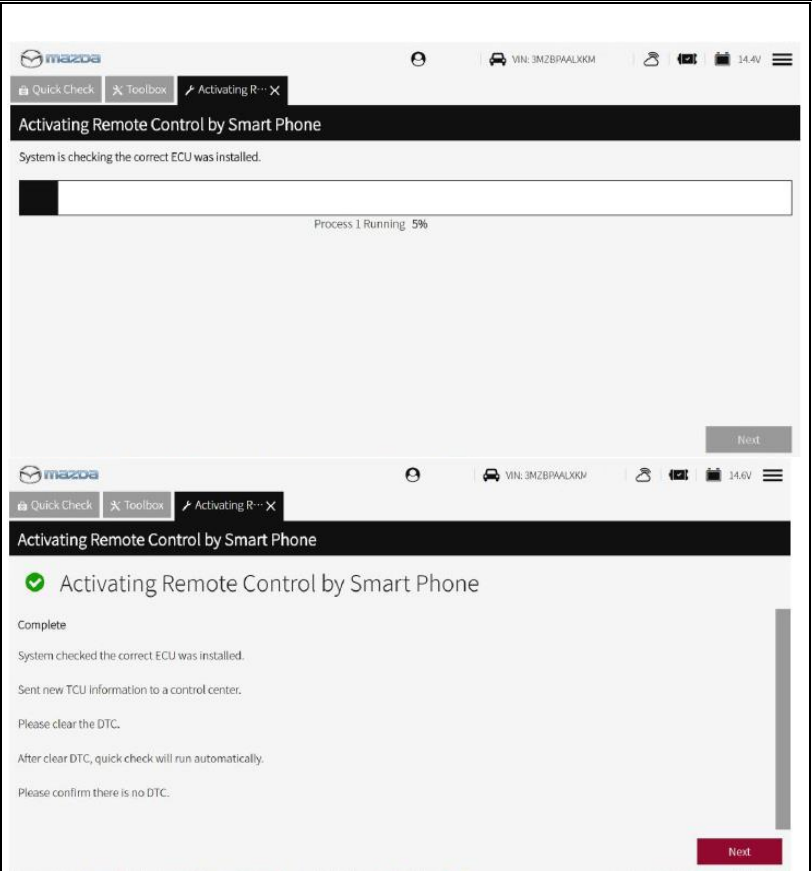 mazda
VIN: 3MZBPAALXKM
14.4V
Quick Check
Toolbox
Activating R...
Activating Remote Control by Smart Phone
System is checking the correct ECU was installed.
Process 1 Running 5%
Next
mazda
VIN: 3MZBPAALXKM
14.6V
Quick Check
Toolbox
Activating R...
Activating Remote Control by Smart Phone
Activating Remote Control by Smart Phone
Complete
System checked the correct ECU was installed.
Sent new TCU information to a control center.
Please clear the DTC.
After clear DTC, quick check will run automatically.
Please confirm there is no DTC.
Next